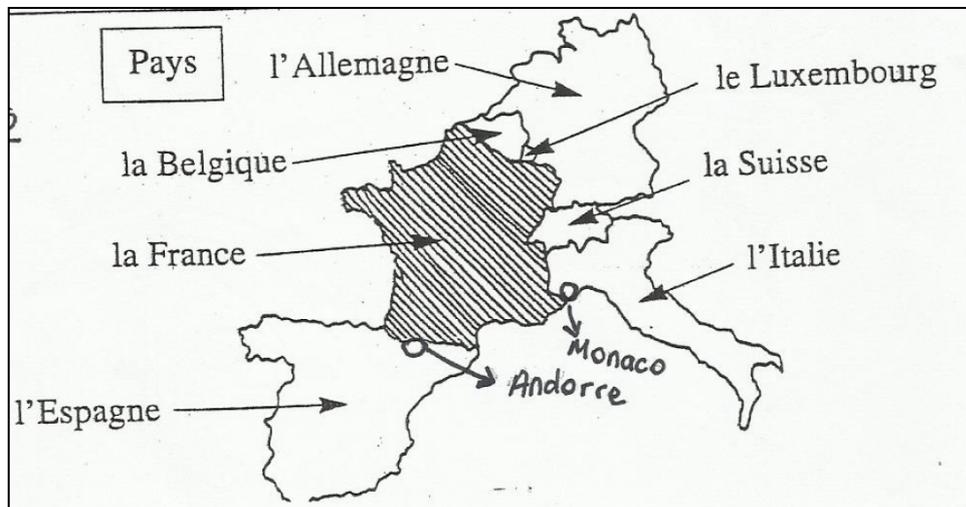 Pays
l'Allemagne
le Luxembourg
la Belgique
la Suisse
la France
l'Italie
Monaco
Andorre
l'Espagne